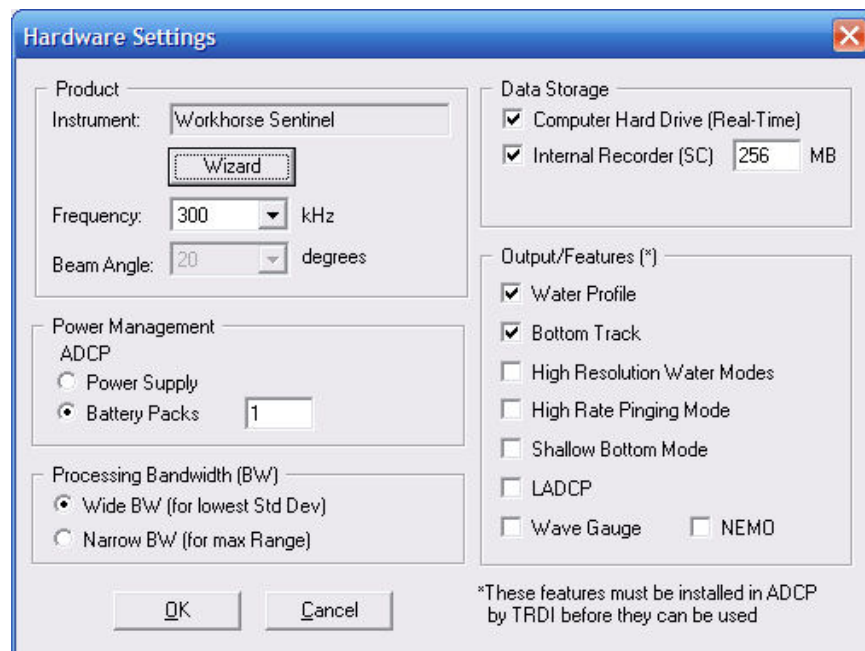 Hardware Settings
Product
Instrument: Workhorse Sentinel
Wizard
Frequency: 300 kHz
Beam Angle: 20 degrees
Power Management
ADCP
Power Supply
Battery Packs 1
Processing Bandwidth (BW)
Wide BW (for lowest Std Dev)
Narrow BW (for max Range)
OK Cancel
Data Storage
Computer Hard Drive (Real-Time)
Internal Recorder (SC) 256 MB
Output/Features (*)
Water Profile
Bottom Track
High Resolution Water Modes
High Rate Pinging Mode
Shallow Bottom Mode
LADCP
Wave Gauge NEMO
*These features must be installed in ADCP
by TRDI before they can be used